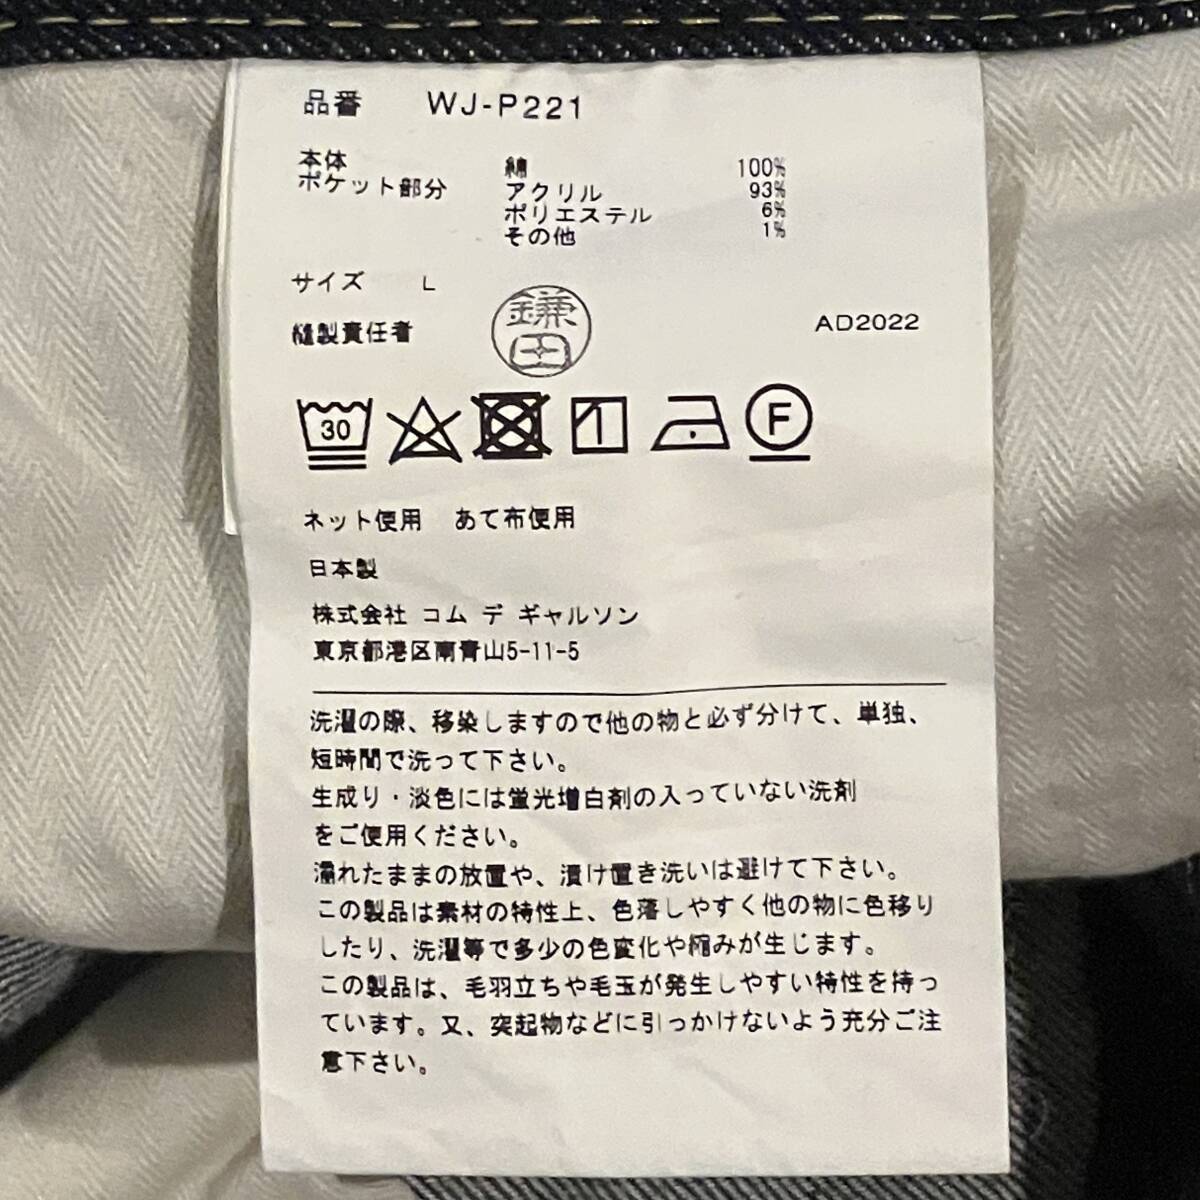 品番 WJ-P221
本体 綿 100%
ポケット部分 アクリル 93%
ポリエステル 6%
その他 1%
サイズ L
縫製責任者 鎌田 AD2022
30 F
ネット使用 あて布使用
日本製
株式会社 コム デ ギャルソン
東京都港区南青山5-11-5
洗濯の際、移染しますので他の物と必ず分けて、単独、
短時間で洗って下さい。
生成り・淡色には蛍光増白剤の入っていない洗剤
をご使用ください。
濡れたままの放置や、漬け置き洗いは避けて下さい。
この製品は素材の特性上、色落しやすく他の物に色移り
したり、洗濯等で多少の色変化や縮みが生じます。
この製品は、毛羽立ちや毛玉が発生しやすい特性を持っ
ています。又、突起物などに引っかけないよう充分ご注
意下さい。